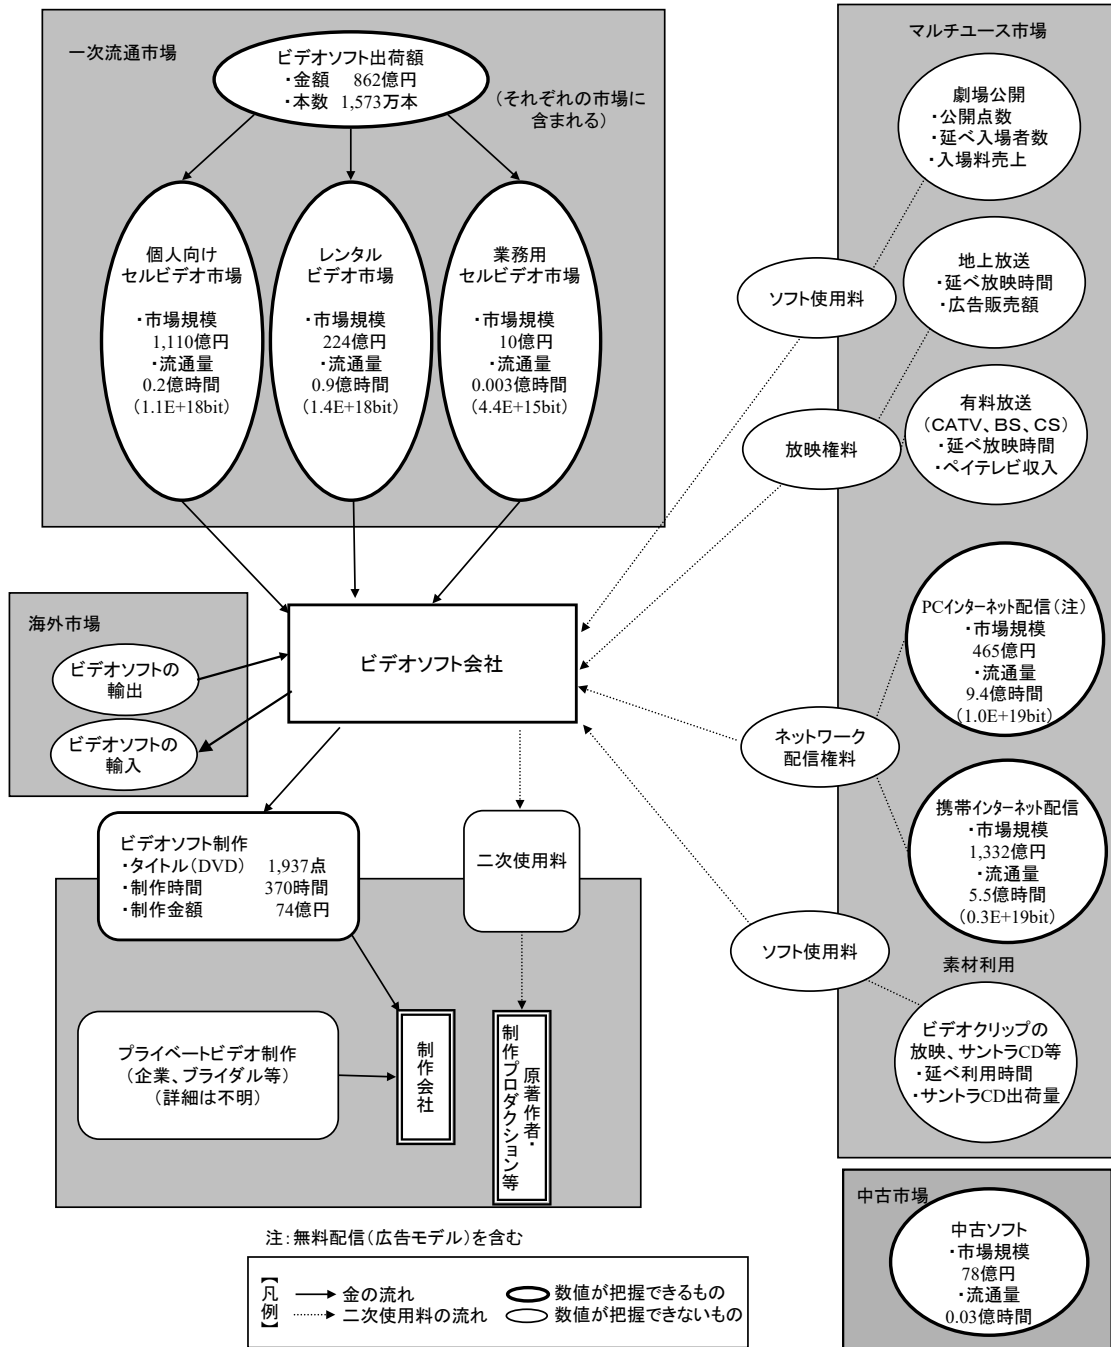 一次流通市場
ビデオソフト出荷額
・金額 862億円
・本数 1,573万本
(それぞれの市場に
含まれる)
個人向け
セルビデオ市場
・市場規模
1,110億円
・流通量
0.2億時間
(1.1E+18bit)
レンタル
ビデオ市場
・市場規模
224億円
・流通量
0.9億時間
(1.4E+18bit)
業務用
セルビデオ市場
・市場規模
10億円
・流通量
0.003億時間
(4.4E+15bit)
マルチユース市場
劇場公開
・公開点数
・延べ入場者数
・入場料売上
地上放送
・延べ放映時間
・広告販売額
有料放送
(CATV、BS、CS)
・延べ放映時間
・ペイテレビ収入
PCインターネット配信(注)
・市場規模
465億円
・流通量
9.4億時間
(1.0E+19bit)
携帯インターネット配信
・市場規模
1,332億円
・流通量
5.5億時間
(0.3E+19bit)
素材利用
ビデオクリップの
放映、サントラCD等
・延べ利用時間
・サントラCD出荷量
ソフト使用料
放映権料
ネットワーク
配信権料
ソフト使用料
海外市場
ビデオソフトの
輸出
ビデオソフトの
輸入
ビデオソフト会社
ビデオソフト制作
・タイトル(DVD) 1,937点
・制作時間 370時間
・制作金額 74億円
二次使用料
プライベートビデオ制作
(企業、ブライダル等)
(詳細は不明)
制作会社
原著作者・
制作プロダクション等
中古市場
中古ソフト
・市場規模
78億円
・流通量
0.03億時間
注:無料配信(広告モデル)を含む
【凡例】
金の流れ
二次使用料の流れ
数値が把握できるもの
数値が把握できないもの